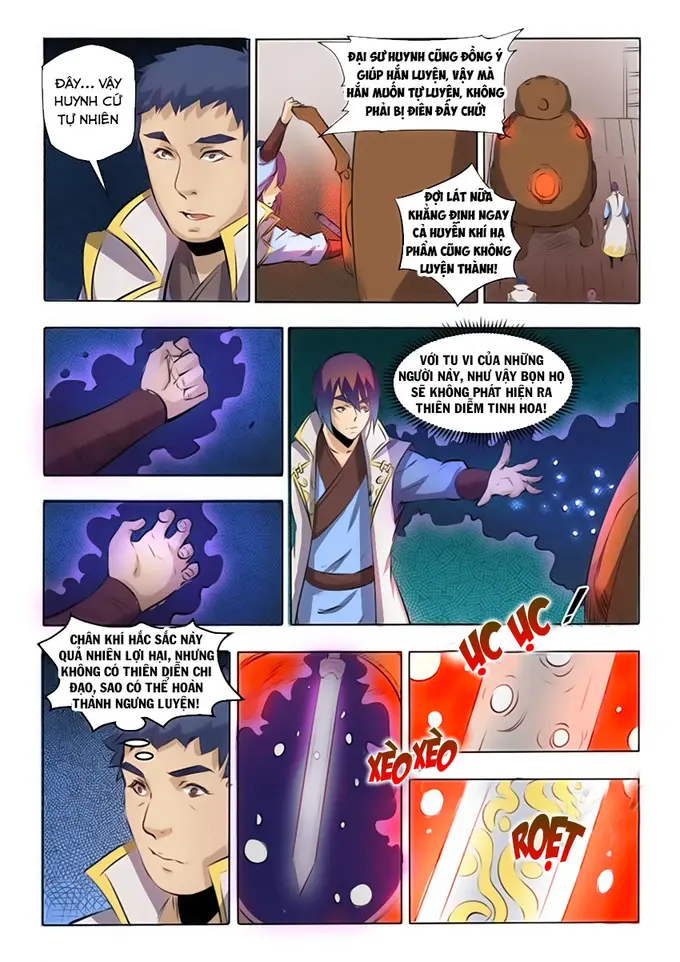 ĐÂY... VẬY
HUYNH CỨ
TỰ NHIÊN
ĐẠI SƯ HUYNH CŨNG ĐỒNG Ý
GIÚP HẮN LUYỆN, VẬY MÀ
HẮN MUỐN TỰ LUYỆN, KHÔNG
PHẢI BỊ ĐIÊN ĐẤY CHỨ!
ĐỢI LÁT NỮA
KHẲNG ĐỊNH NGAY
CẢ HUYỀN KHÍ HẠ
PHẨM CŨNG KHÔNG
LUYỆN THÀNH!
VỚI TU VI CỦA NHỮNG
NGƯỜI NÀY, NHƯ VẬY BỌN HỌ
SẼ KHÔNG PHÁT HIỆN RA
THIÊN DIỄM TINH HOA!
CHÂN KHÍ HẮC SẮC NÀY
QUẢ NHIÊN LỢI HẠI, NHƯNG
KHÔNG CÓ THIÊN DIỄN CHI
ĐẠO, SAO CÓ THỂ HOÀN
THÀNH NGƯNG LUYỆN!
ỤC ỤC
!
XÈO XÈO
ROẸT